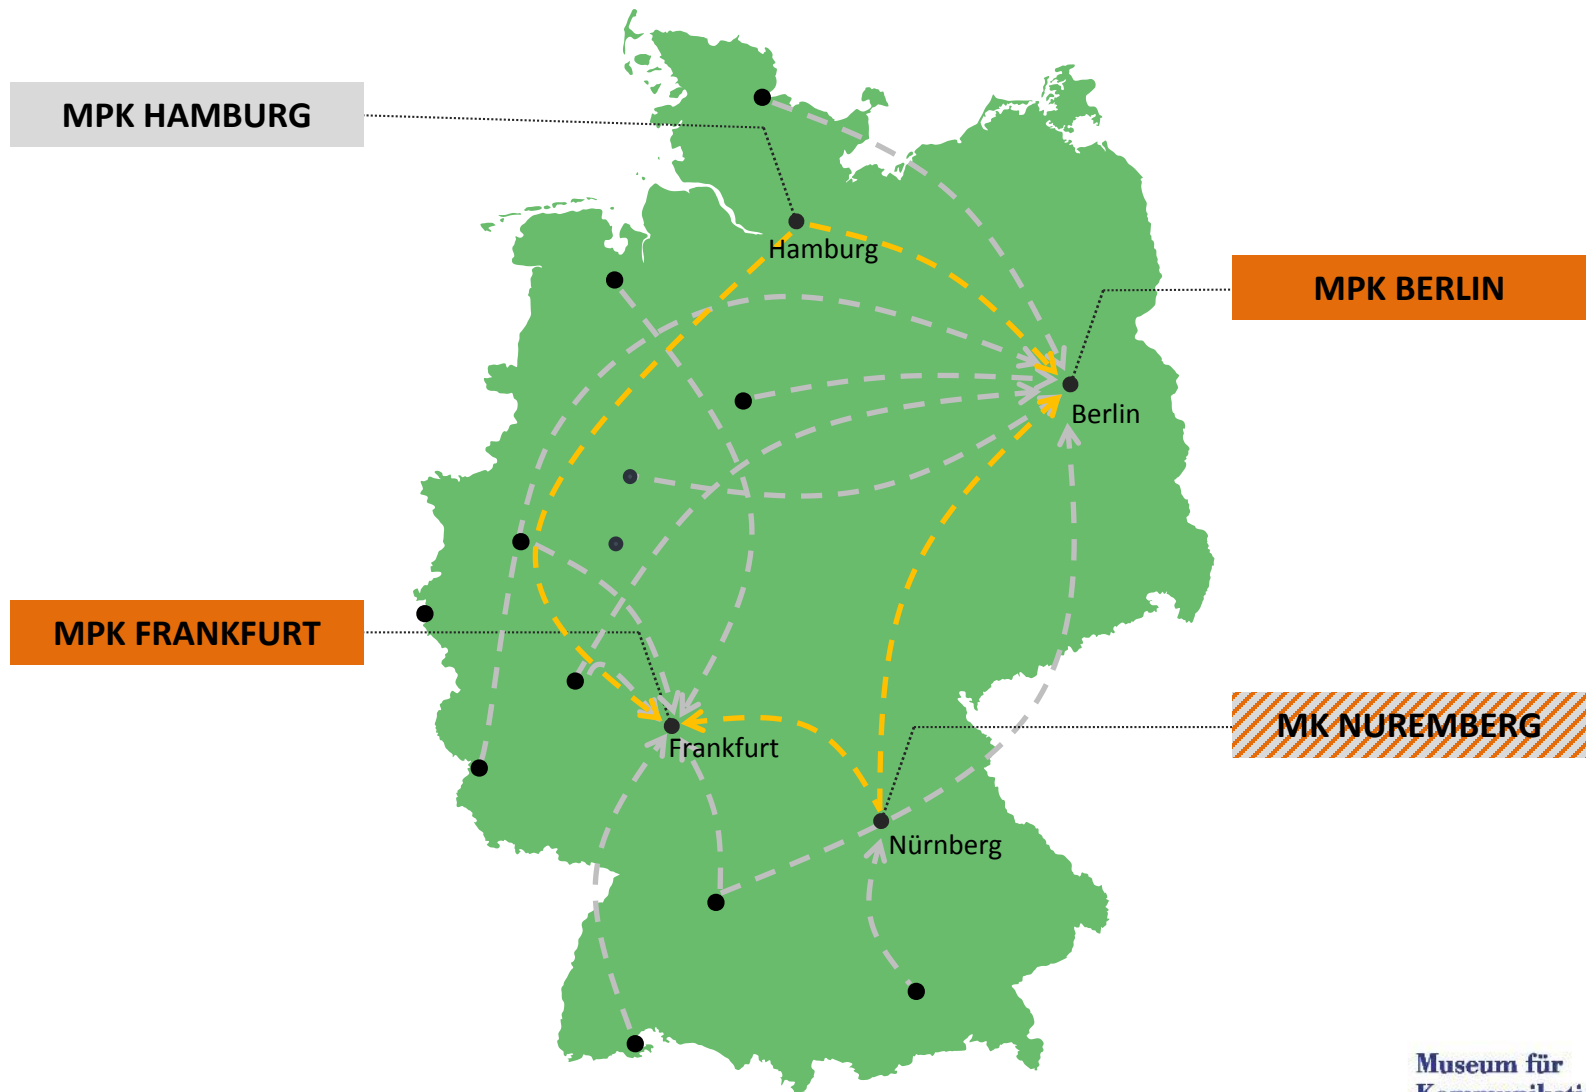 MPK HAMBURG
Hamburg
MPK BERLIN
Berlin
MPK FRANKFURT
Frankfurt
MK NUREMBERG
Nürnberg
Museum für